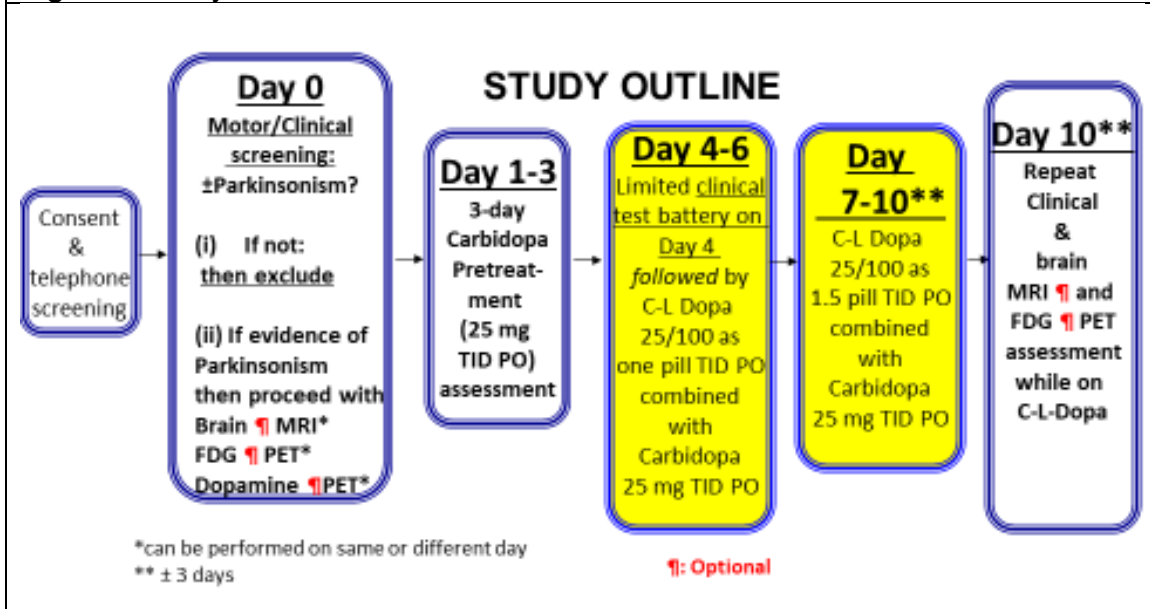 STUDY OUTLINE
Consent
&
telephone
screening
Day 0
Motor/Clinical
screening:
±Parkinsonism?
(i) If not:
then exclude
(ii) If evidence of
Parkinsonism
then proceed with
Brain ¶ MRI*
FDG ¶ PET*
Dopamine ¶PET*
Day 1-3
3-day
Carbidopa
Pretreat-
ment
(25 mg
TID PO)
assessment
Day 4-6
Limited clinical
test battery on
Day 4
followed by
C-L Dopa
25/100 as
one pill TID PO
combined
with
Carbidopa
25 mg TID PO
Day
7-10**
C-L Dopa
25/100 as
1.5 pill TID PO
combined
with
Carbidopa
25 mg TID PO
Day 10**
Repeat
Clinical
&
brain
MRI ¶ and
FDG ¶ PET
assessment
while on
C-L-Dopa
*can be performed on same or different day
** ± 3 days
¶: Optional